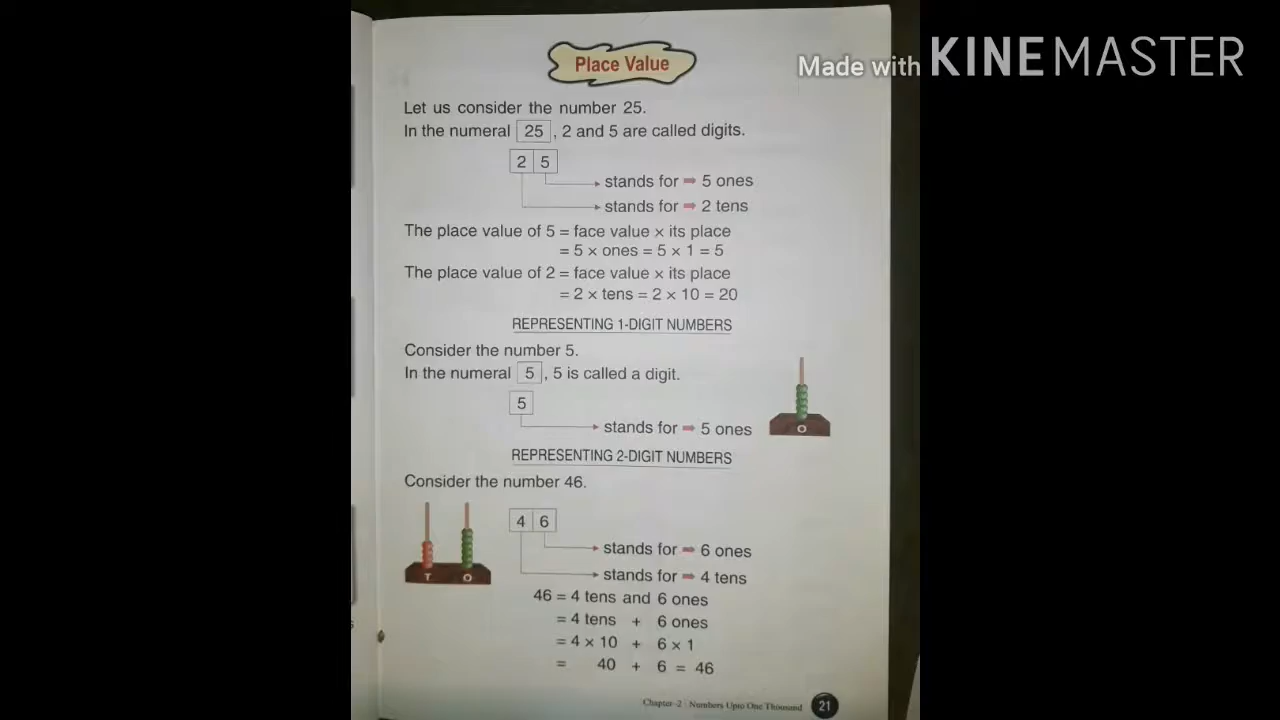 Made with KINEMASTER
Place Value
Let us consider the number 25.
In the numeral 25 , 2 and 5 are called digits.
2 5
stands for ➡ 5 ones
stands for ➡ 2 tens
The place value of 5 = face value × its place
= 5 × ones = 5 × 1 = 5
The place value of 2 = face value × its place
= 2 × tens = 2 × 10 = 20
REPRESENTING 1-DIGIT NUMBERS
Consider the number 5.
In the numeral 5 , 5 is called a digit.
5
stands for ➡ 5 ones
O
REPRESENTING 2-DIGIT NUMBERS
Consider the number 46.
4 6
stands for ➡ 6 ones
stands for ➡ 4 tens
T O
46 = 4 tens and 6 ones
= 4 tens + 6 ones
= 4 × 10 + 6 × 1
= 40 + 6 = 46
Chapter-2 : Numbers Upto One Thousand 21